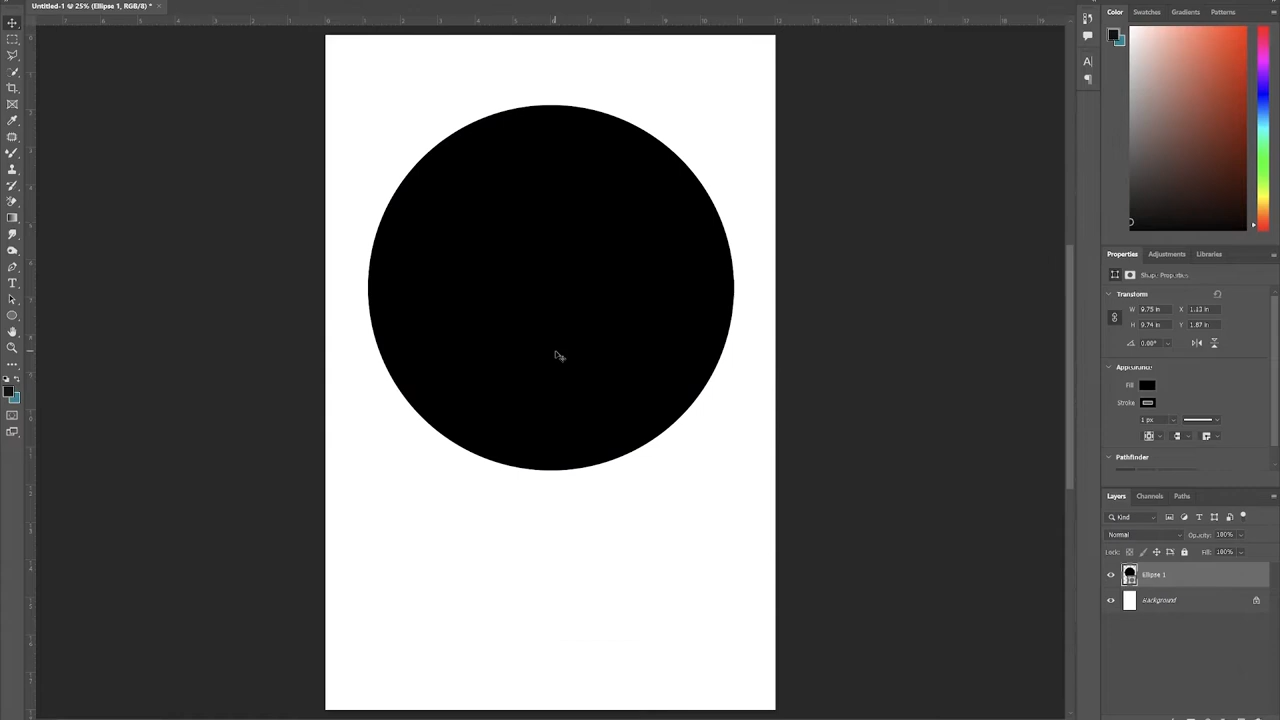 Untitled-1 @ 25% (Ellipse 1, RGB/8) *
Color Swatches Gradients Patterns
Properties Adjustments Libraries
Shape Properties
Transform
W 9.75 in X 1.13 in
H 9.74 in Y 1.87 in
0.00°
Appearance
Fill
Stroke
1 px
Pathfinder
Layers Channels Paths
Kind
Normal Opacity: 100%
Lock: Fill: 100%
Ellipse 1
Background